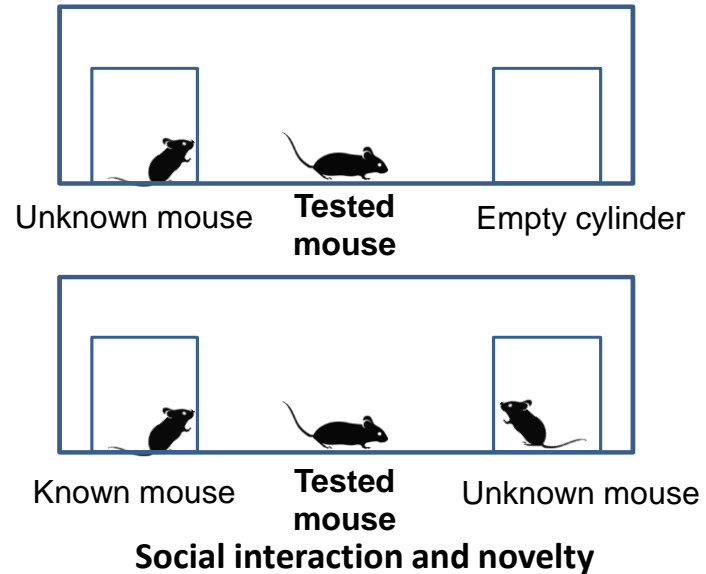 Unknown mouse
Tested
mouse
Empty cylinder
Known mouse
Tested
mouse
Unknown mouse
Social interaction and novelty